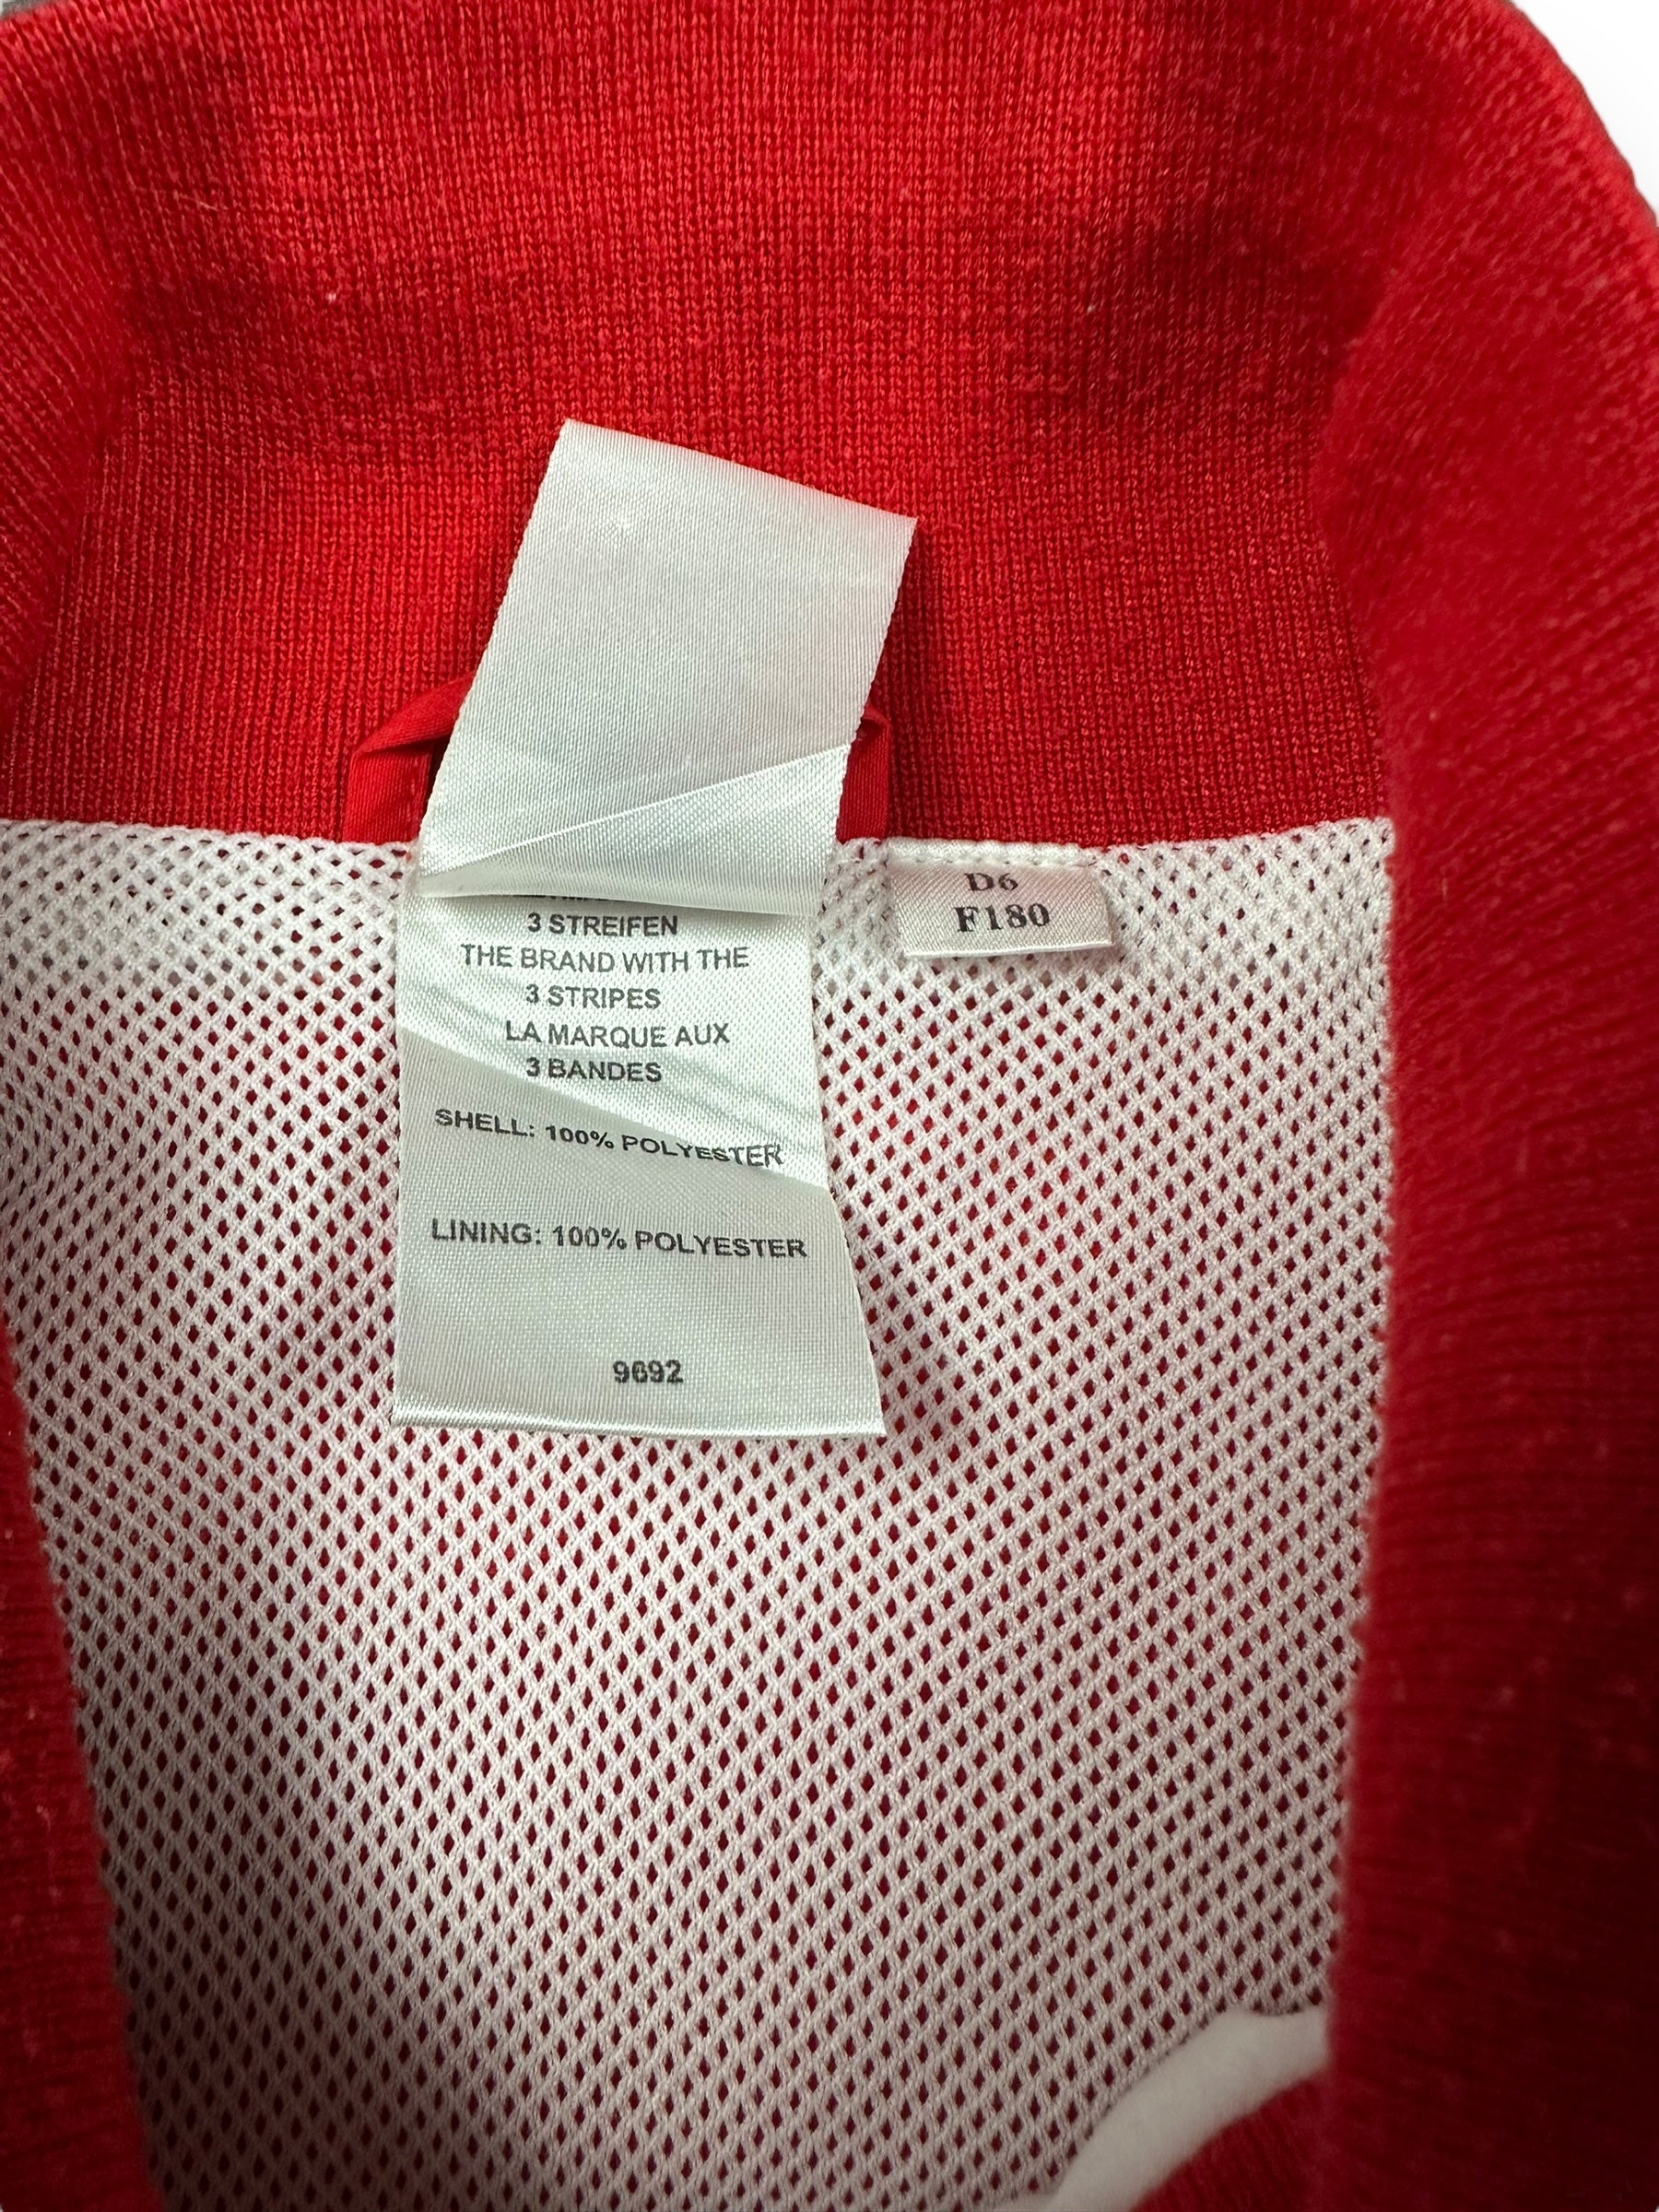 3 STREIFEN
THE BRAND WITH THE
3 STRIPES
LA MARQUE AUX
3 BANDES
SHELL: 100% POLYESTER
LINING: 100% POLYESTER
9692
D6
F180